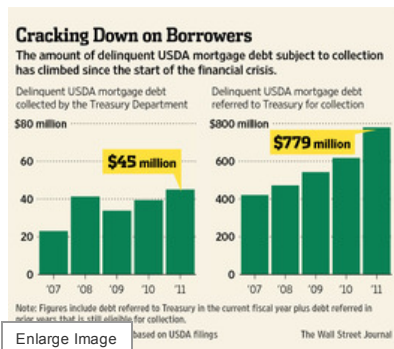 Cracking Down on Borrowers
The amount of delinquent USDA mortgage debt subject to collection
has climbed since the start of the financial crisis.
Delinquent USDA mortgage debt
collected by the Treasury Department
$80 million
60
40
20
0
$45 million
'07 '08 '09 '10 '11
Delinquent USDA mortgage debt
referred to Treasury for collection
$800 million
600
400
200
0
$779 million
'07 '08 '09 '10 '11
Note: Figures include debt referred to Treasury in the current fiscal year plus debt referred in
prior years that is still eligible for collection.
based on USDA filings
The Wall Street Journal
Enlarge Image